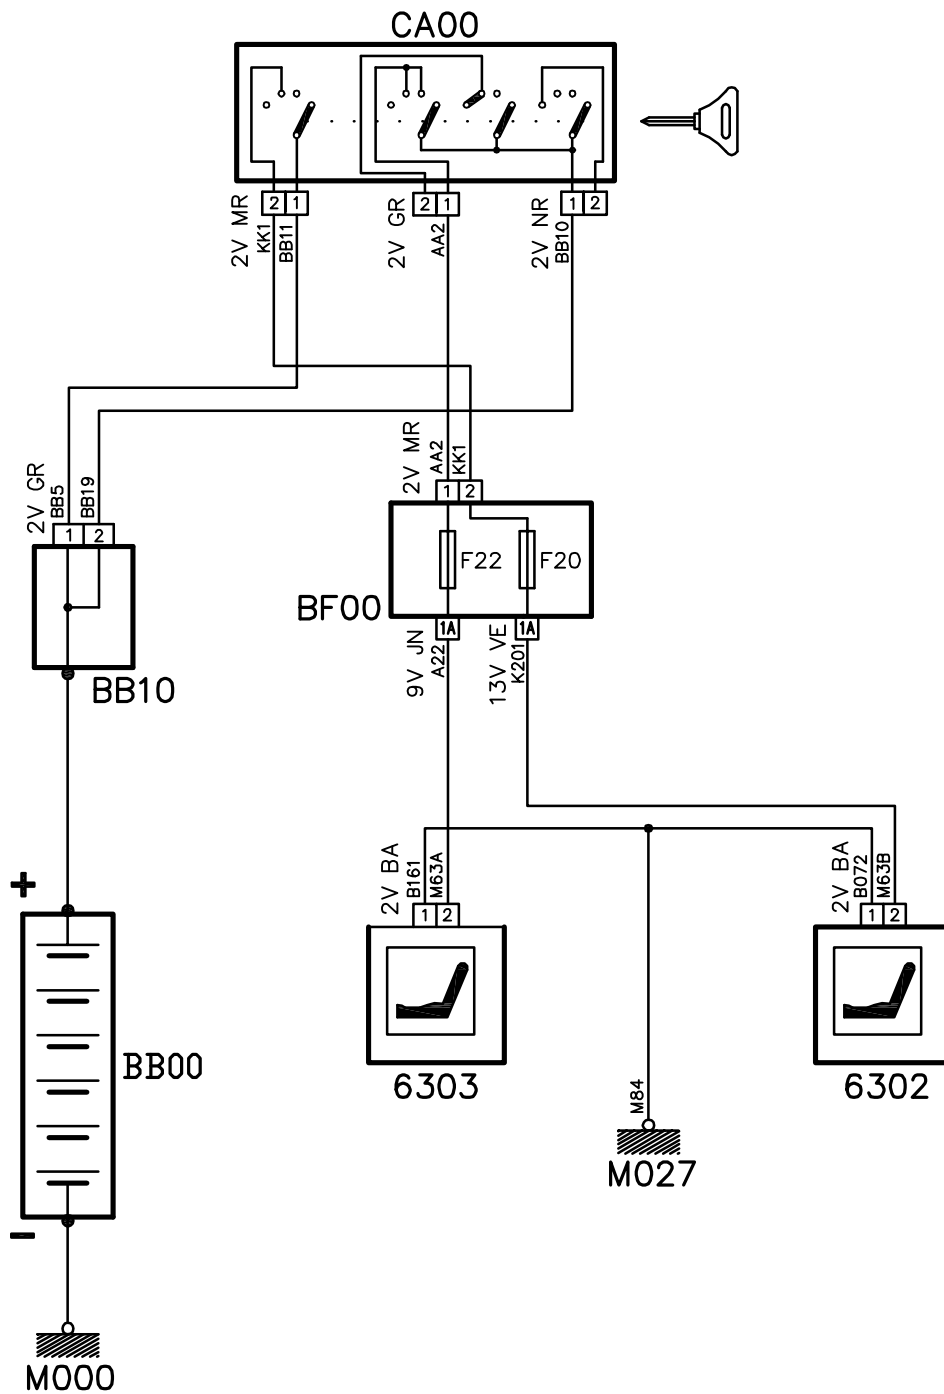 CA00
2 1
2 1
1 2
2V MR
KK1
BB11
2V GR
AA2
2V NR
BB10
2V GR
BB5
BB19
1 2
2V MR
AA2
KK1
1 2
F22
F20
BF00
BB10
1A
1A
9V JN
A22
13V VE
K201
+
2V BA
B161
M63A
1 2
2V BA
B072
M63B
1 2
BB00
6303
6302
M84
M027
-
M000